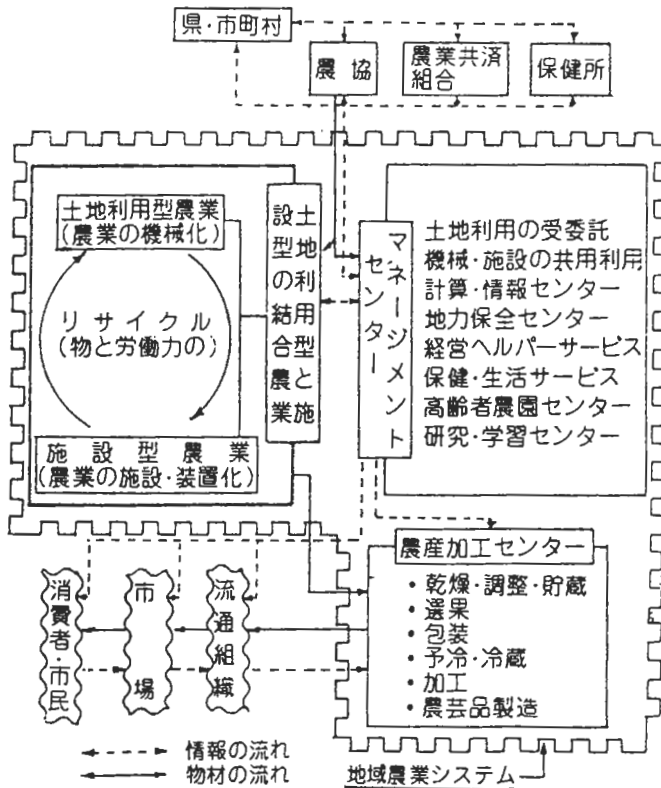 県・市町村
農協
農業共済
組合
保健所
土地利用型農業
(農業の機械化)
リサイクル
(物と労働力の)
施設型農業
(農業の施設・装置化)
土地利用型と施
設型の結合農業
マネージメント
センター
土地利用の受委託
機械・施設の共用利用
計算・情報センター
地力保全センター
経営ヘルパーサービス
保健・生活サービス
高齢者農園センター
研究・学習センター
農産加工センター
・乾燥・調整・貯蔵
・選果
・包装
・予冷・冷蔵
・加工
・農芸品製造
消費者・市民
市場
流通組織
情報の流れ
物材の流れ
地域農業システム